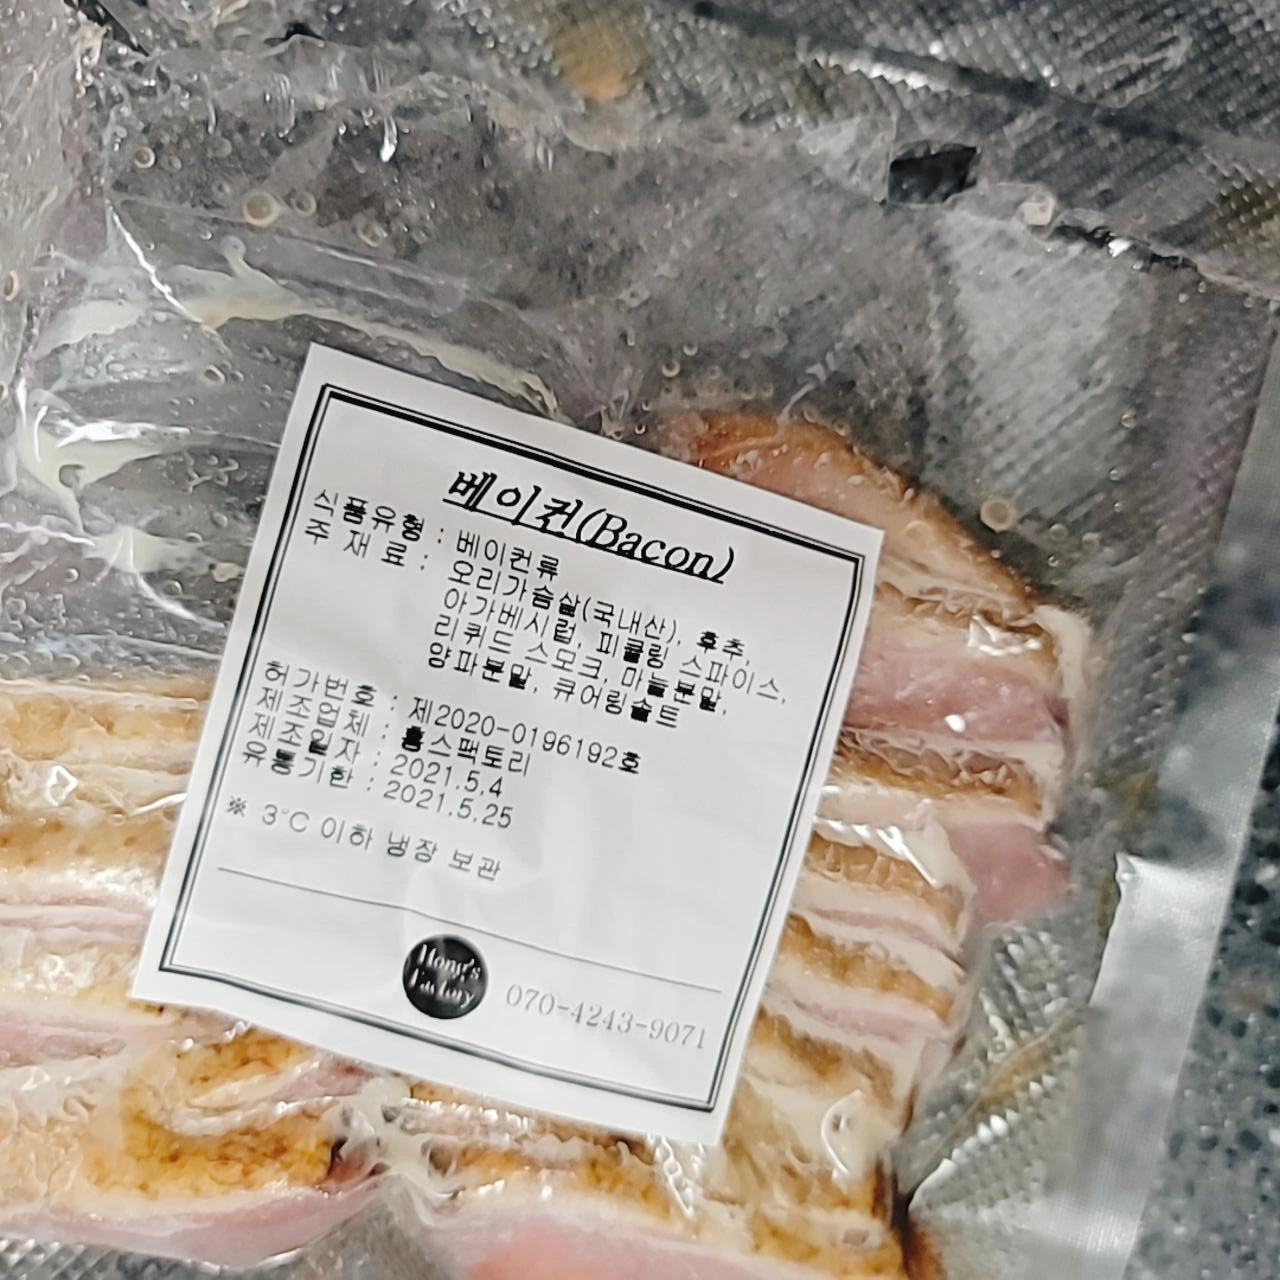 베이컨(Bacon)
식품유형 : 베이컨류
주 재 료 : 오리가슴살(국내산), 후추,
아가베시럽, 피클링 스파이스,
리퀴드 스모크, 마늘분말,
양파분말, 큐어링솔트
허가번호 : 제2020-0196192호
제조업체 : 홍스팩토리
제조일자 : 2021.5.4
유통기한 : 2021.5.25
※ 3°C 이하 냉장 보관
Hong's
Factory
070-4243-9071